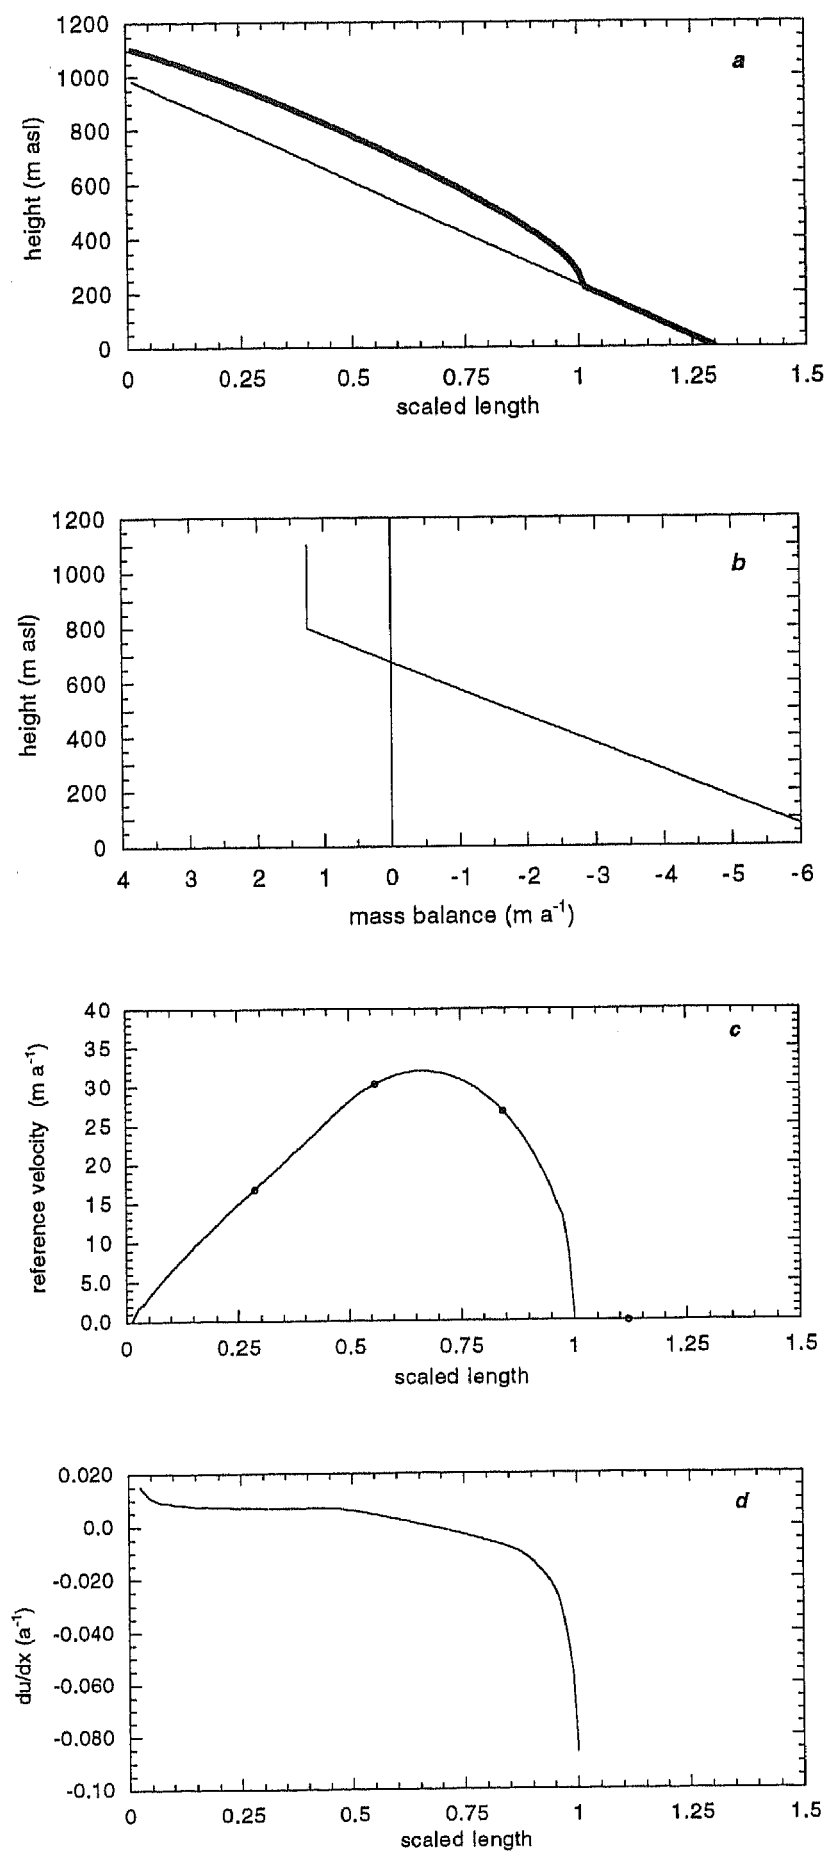 1200
a
1000
800
600
400
200
0
height (m asl)
0 0.25 0.5 0.75 1 1.25 1.5
scaled length
1200
b
1000
800
600
400
200
0
height (m asl)
4 3 2 1 0 -1 -2 -3 -4 -5 -6
mass balance (m a⁻¹)
40
c
35
30
25
20
15
10
5.0
0.0
reference velocity (m a⁻¹)
0 0.25 0.5 0.75 1 1.25 1.5
scaled length
0.020
d
0.0
-0.020
-0.040
-0.060
-0.080
-0.10
du/dx (a⁻¹)
0 0.25 0.5 0.75 1 1.25 1.5
scaled length